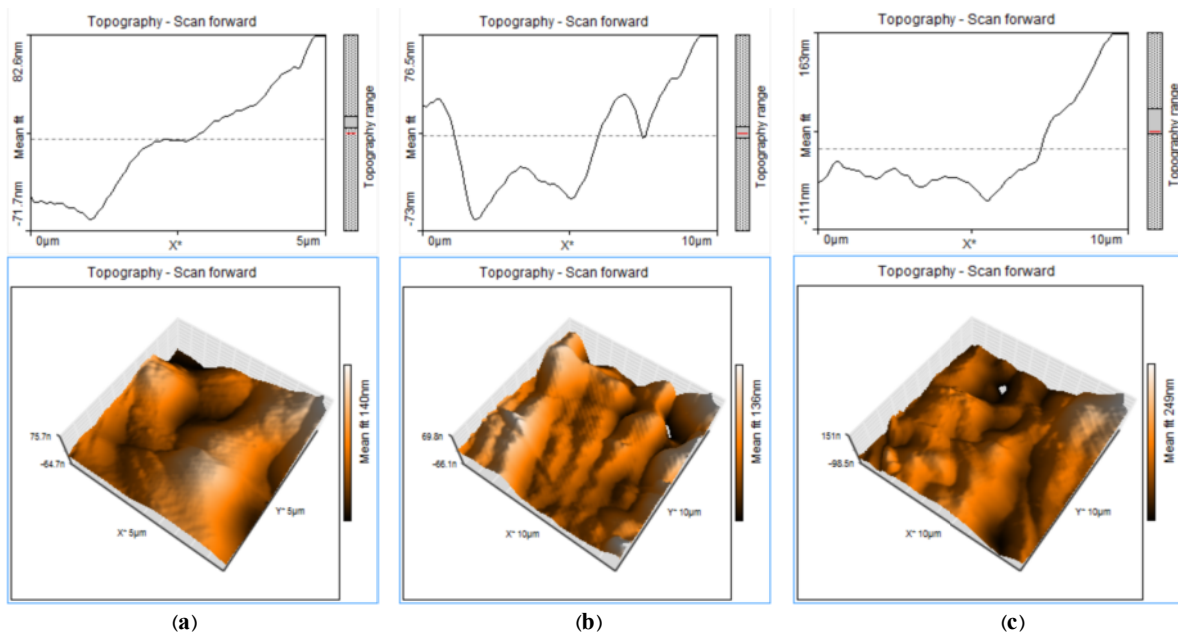 Topography - Scan forward
82.6nm
Mean fit
-71.7nm
0µm
X*
5µm
Topography range
Topography - Scan forward
76.5nm
Mean fit
-73nm
0µm
X*
10µm
Topography range
Topography - Scan forward
163nm
Mean fit
-111nm
0µm
X*
10µm
Topography range
Topography - Scan forward
75.7n
-64.7n
X* 5µm
Y* 5µm
Mean fit 140nm
Topography - Scan forward
69.8n
-66.1n
X* 10µm
Y* 10µm
Mean fit 136nm
Topography - Scan forward
151n
-98.5n
X* 10µm
Y* 10µm
Mean fit 249nm
(a)
(b)
(c)